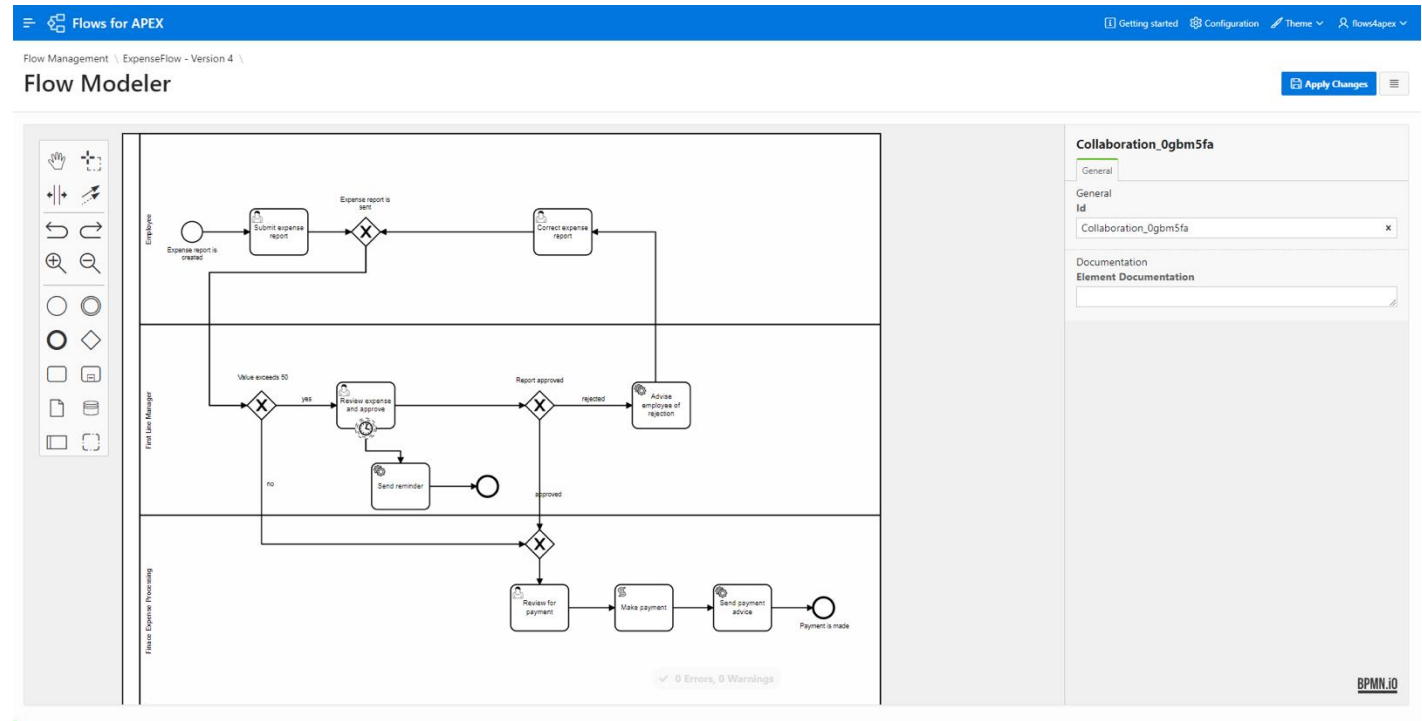 Flows for APEX
Getting started
Configuration
Theme
flows4apex
Flow Management \ ExpenseFlow - Version 4 \
Flow Modeler
Apply Changes
Employee
Expense report is
created
Submit expense
report
Expense report is
sent
Correct expense
report
First Line Manager
Value exceeds 50
yes
no
Review expense
and approve
Send reminder
Report approved
rejected
approved
Advise
employee of
rejection
Finace Expense Processing
Review for
payment
Make payment
Send payment
advice
Payment is made
0 Errors, 0 Warnings
Collaboration_0gbm5fa
General
General
Id
Collaboration_0gbm5fa
x
Documentation
Element Documentation
BPMN.iO